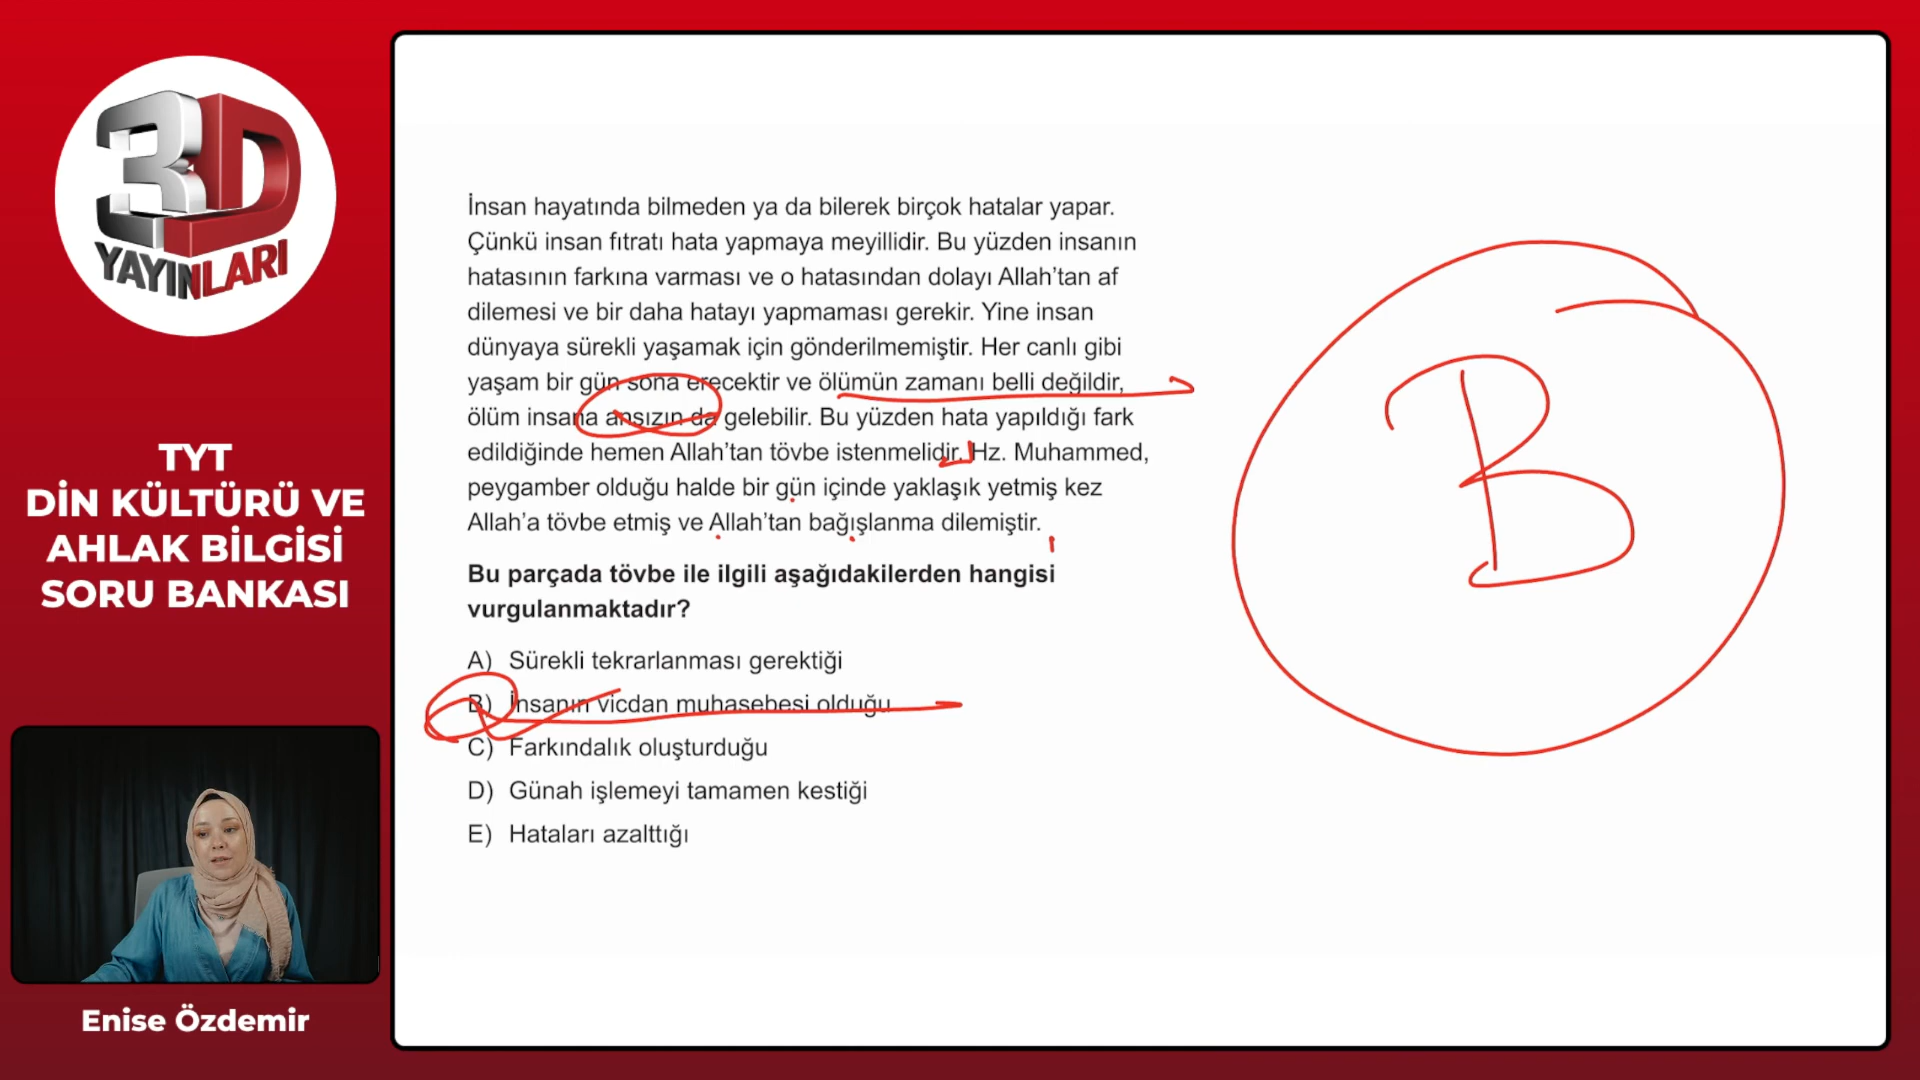 3D
YAYINLARI
TYT
DİN KÜLTÜRÜ VE
AHLAK BİLGİSİ
SORU BANKASI
Enise Özdemir
İnsan hayatında bilmeden ya da bilerek birçok hatalar yapar.
Çünkü insan fıtratı hata yapmaya meyillidir. Bu yüzden insanın
hatasının farkına varması ve o hatasından dolayı Allah’tan af
dilemesi ve bir daha hatayı yapmaması gerekir. Yine insan
dünyaya sürekli yaşamak için gönderilmemiştir. Her canlı gibi
yaşam bir gün sona erecektir ve ölümün zamanı belli değildir,
ölüm insana ansızın da gelebilir. Bu yüzden hata yapıldığı fark
edildiğinde hemen Allah’tan tövbe istenmelidir. Hz. Muhammed,
peygamber olduğu halde bir gün içinde yaklaşık yetmiş kez
Allah’a tövbe etmiş ve Allah’tan bağışlanma dilemiştir.
Bu parçada tövbe ile ilgili aşağıdakilerden hangisi
vurgulanmaktadır?
A) Sürekli tekrarlanması gerektiği
B) İnsanın vicdan muhasebesi olduğu
C) Farkındalık oluşturduğu
D) Günah işlemeyi tamamen kestiği
E) Hataları azalttığı
B